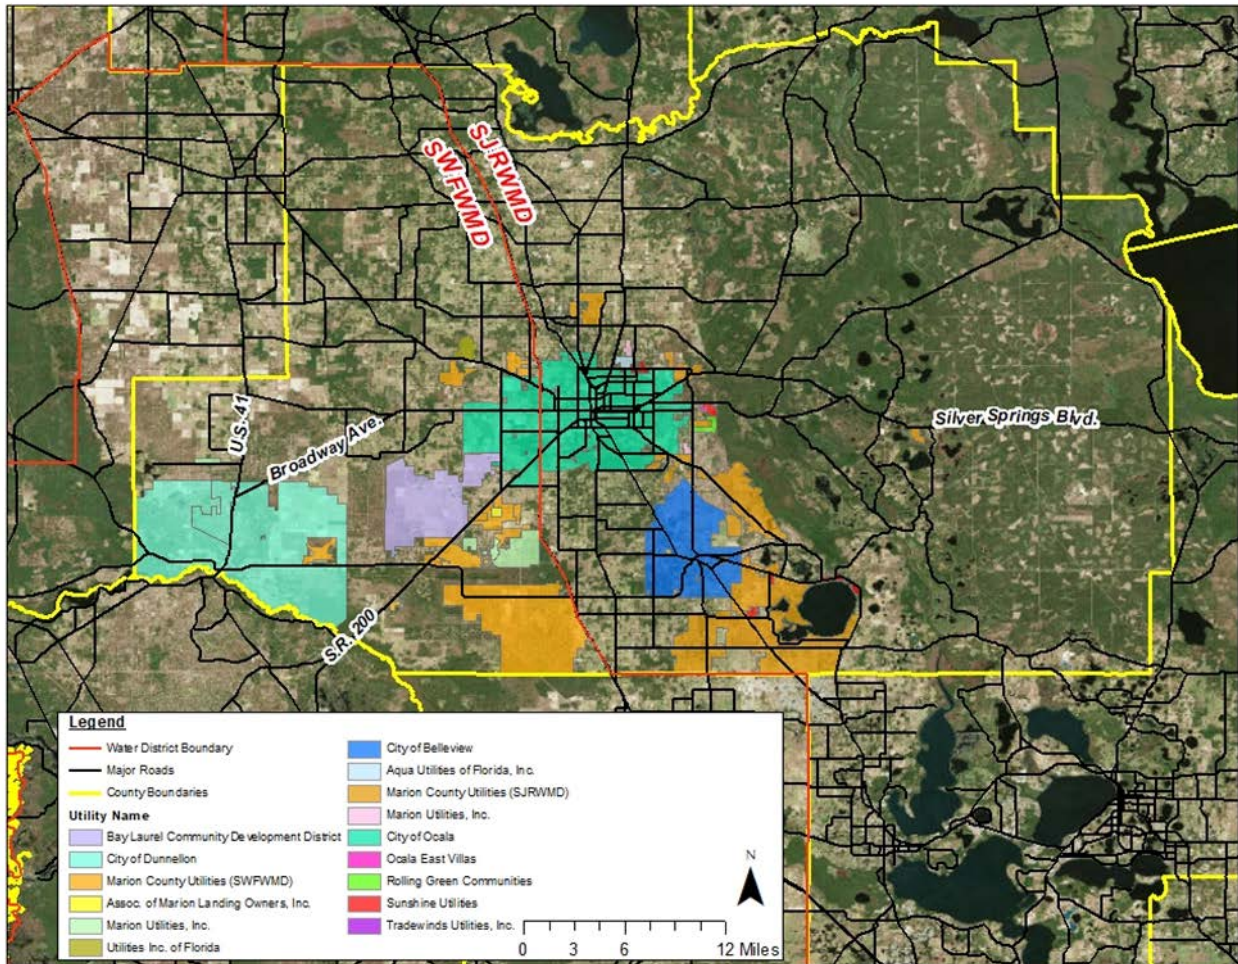 SJRWMD
SWFWMD
U.S. 41
Broadway Ave.
Silver Springs Blvd.
S.R. 200
Legend
Water District Boundary
Major Roads
County Boundaries
Utility Name
Bay Laurel Community Development District
City of Dunnellon
Marion County Utilities (SWFWMD)
Assoc. of Marion Landing Owners, Inc.
Marion Utilities, Inc.
Utilities Inc. of Florida
City of Belleview
Aqua Utilities of Florida, Inc.
Marion County Utilities (SJRWMD)
Marion Utilities, Inc.
City of Ocala
Ocala East Villas
Rolling Green Communities
Sunshine Utilities
Tradewinds Utilities, Inc.
N
0 3 6 12 Miles